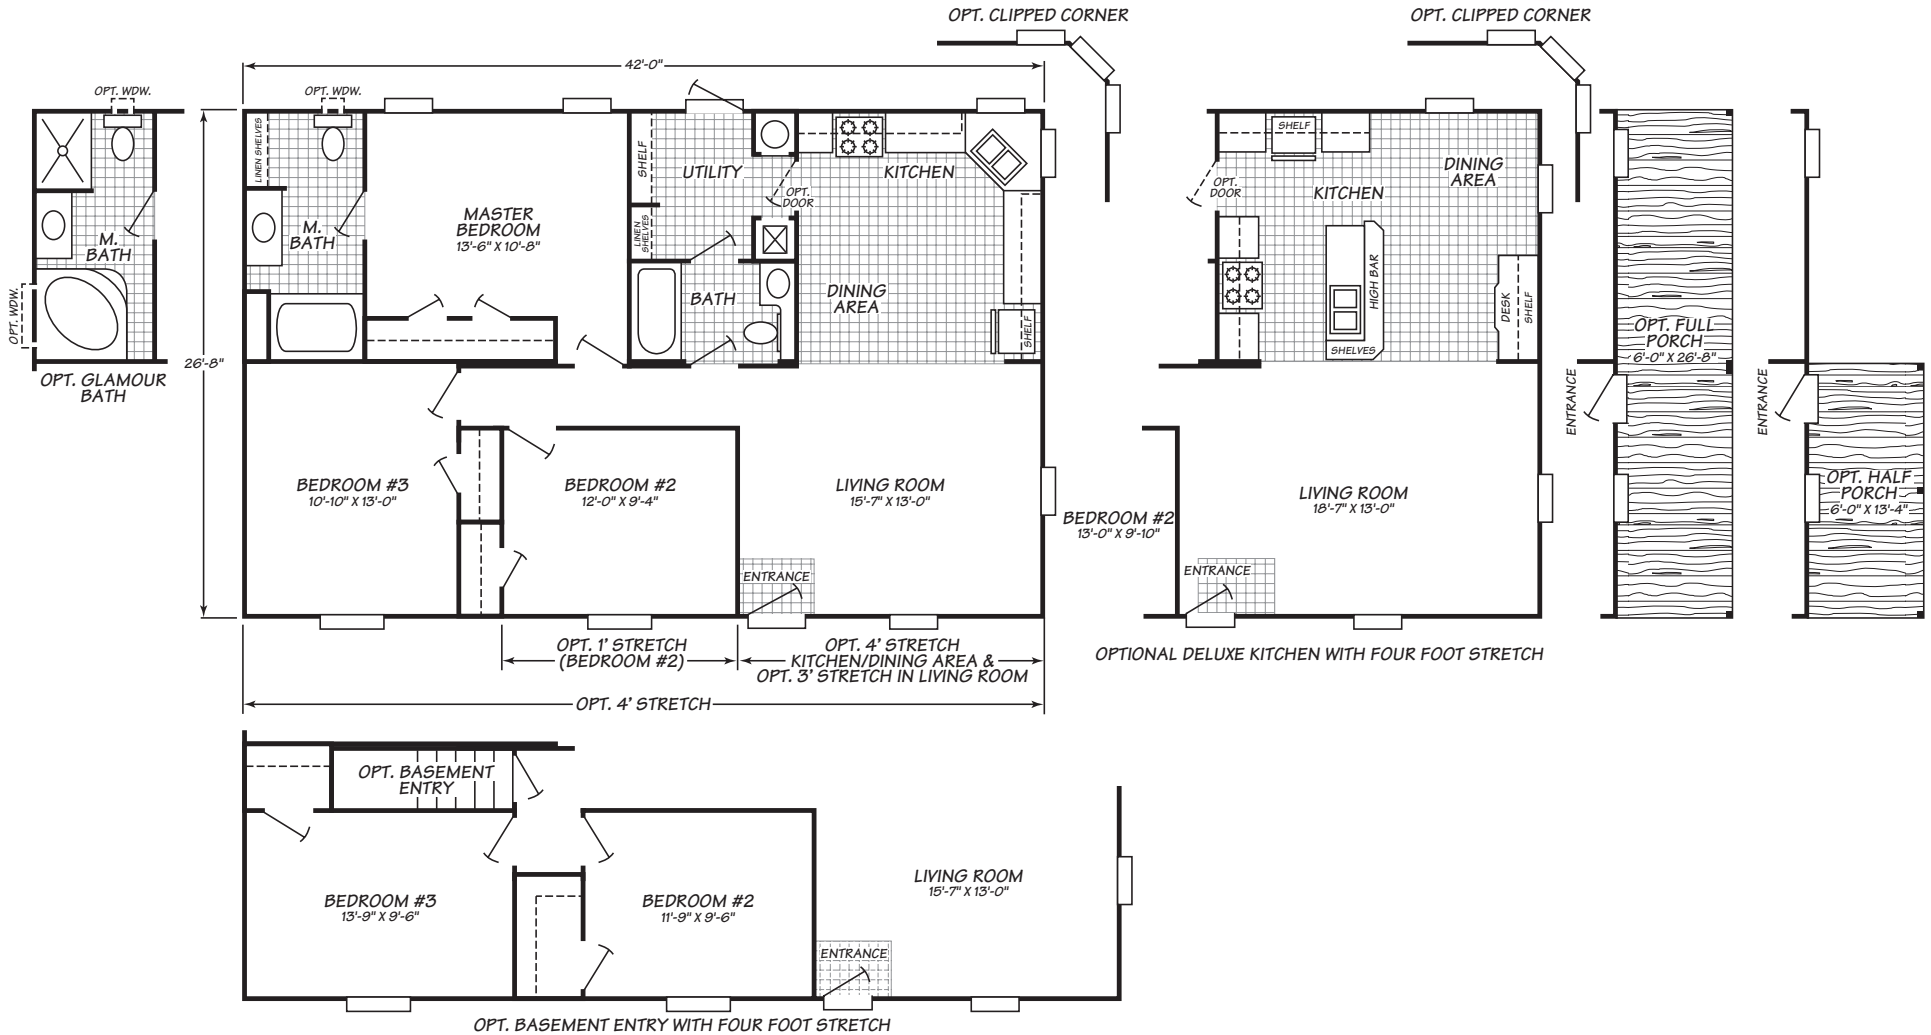 OPT. CLIPPED CORNER
OPT. CLIPPED CORNER
42'-0"
OPT. WDW.
M.
BATH
OPT. WDW.
OPT. GLAMOUR
BATH
26'-8"
OPT. WDW.
LINEN SHELVES
M.
BATH
MASTER
BEDROOM
13'-6" X 10'-8"
SHELF
UTILITY
LINEN
SHELVES
OPT.
DOOR
KITCHEN
BATH
DINING
AREA
SHELF
BEDROOM #3
10'-10" X 13'-0"
BEDROOM #2
12'-0" X 9'-4"
LIVING ROOM
15'-7" X 13'-0"
ENTRANCE
OPT. 1' STRETCH
(BEDROOM #2)
OPT. 4' STRETCH
KITCHEN/DINING AREA &
OPT. 3' STRETCH IN LIVING ROOM
OPT. 4' STRETCH
SHELF
OPT.
DOOR
KITCHEN
DINING
AREA
HIGH BAR
SHELVES
DESK
SHELF
BEDROOM #2
13'-0" X 9'-10"
LIVING ROOM
18'-7" X 13'-0"
ENTRANCE
OPTIONAL DELUXE KITCHEN WITH FOUR FOOT STRETCH
OPT. FULL
PORCH
6'-0" X 26'-8"
ENTRANCE
ENTRANCE
OPT. HALF
PORCH
6'-0" X 13'-4"
OPT. BASEMENT
ENTRY
BEDROOM #3
13'-9" X 9'-6"
BEDROOM #2
11'-9" X 9'-6"
LIVING ROOM
15'-7" X 13'-0"
ENTRANCE
OPT. BASEMENT ENTRY WITH FOUR FOOT STRETCH